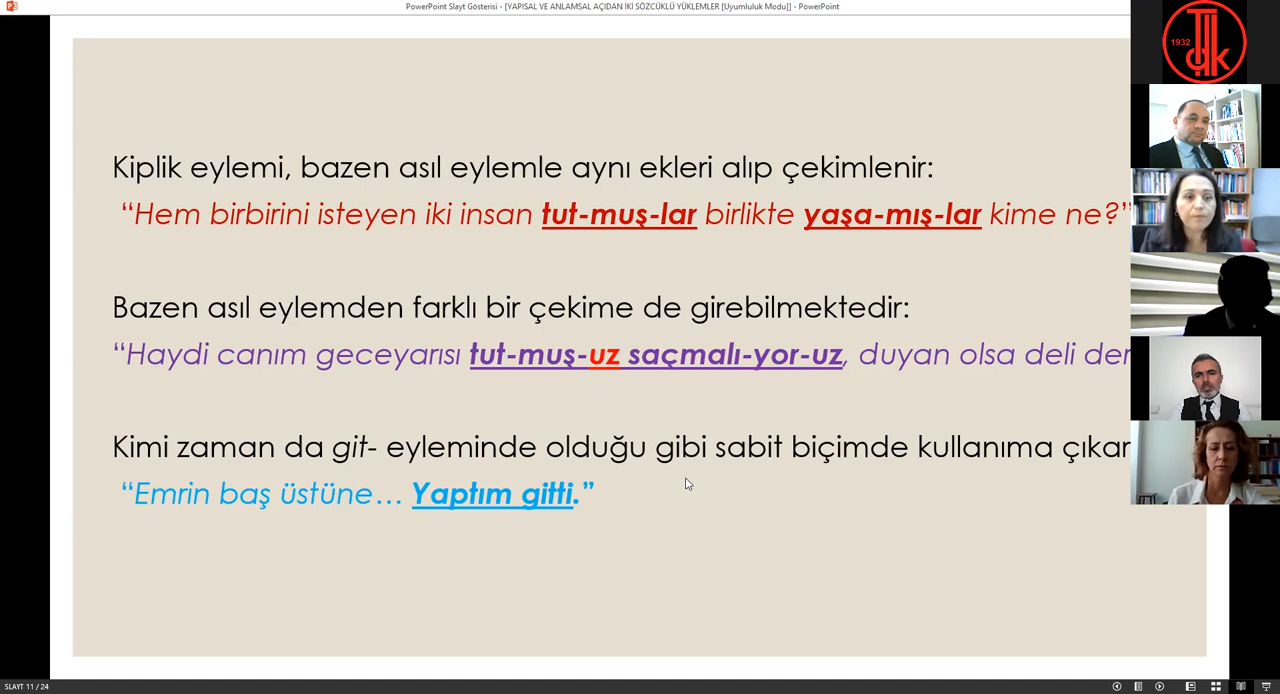 PowerPoint Slayt Gösterisi - [YAPISAL VE ANLAMSAL AÇIDAN İKİ SÖZCÜKLÜ YÜKLEMLER [Uyumluluk Modu]] - PowerPoint
1932
TDK
Kiplik eylemi, bazen asıl eylemle aynı ekleri alıp çekimlenir:
“Hem birbirini isteyen iki insan tut-muş-lar birlikte yaşa-mış-lar kime ne?”
Bazen asıl eylemden farklı bir çekime de girebilmektedir:
“Haydi canım geceyarısı tut-muş-uz saçmalı-yor-uz, duyan olsa deli der
Kimi zaman da git- eyleminde olduğu gibi sabit biçimde kullanıma çıkar
“Emrin baş üstüne… Yaptım gitti.”
SLAYT 11 / 24